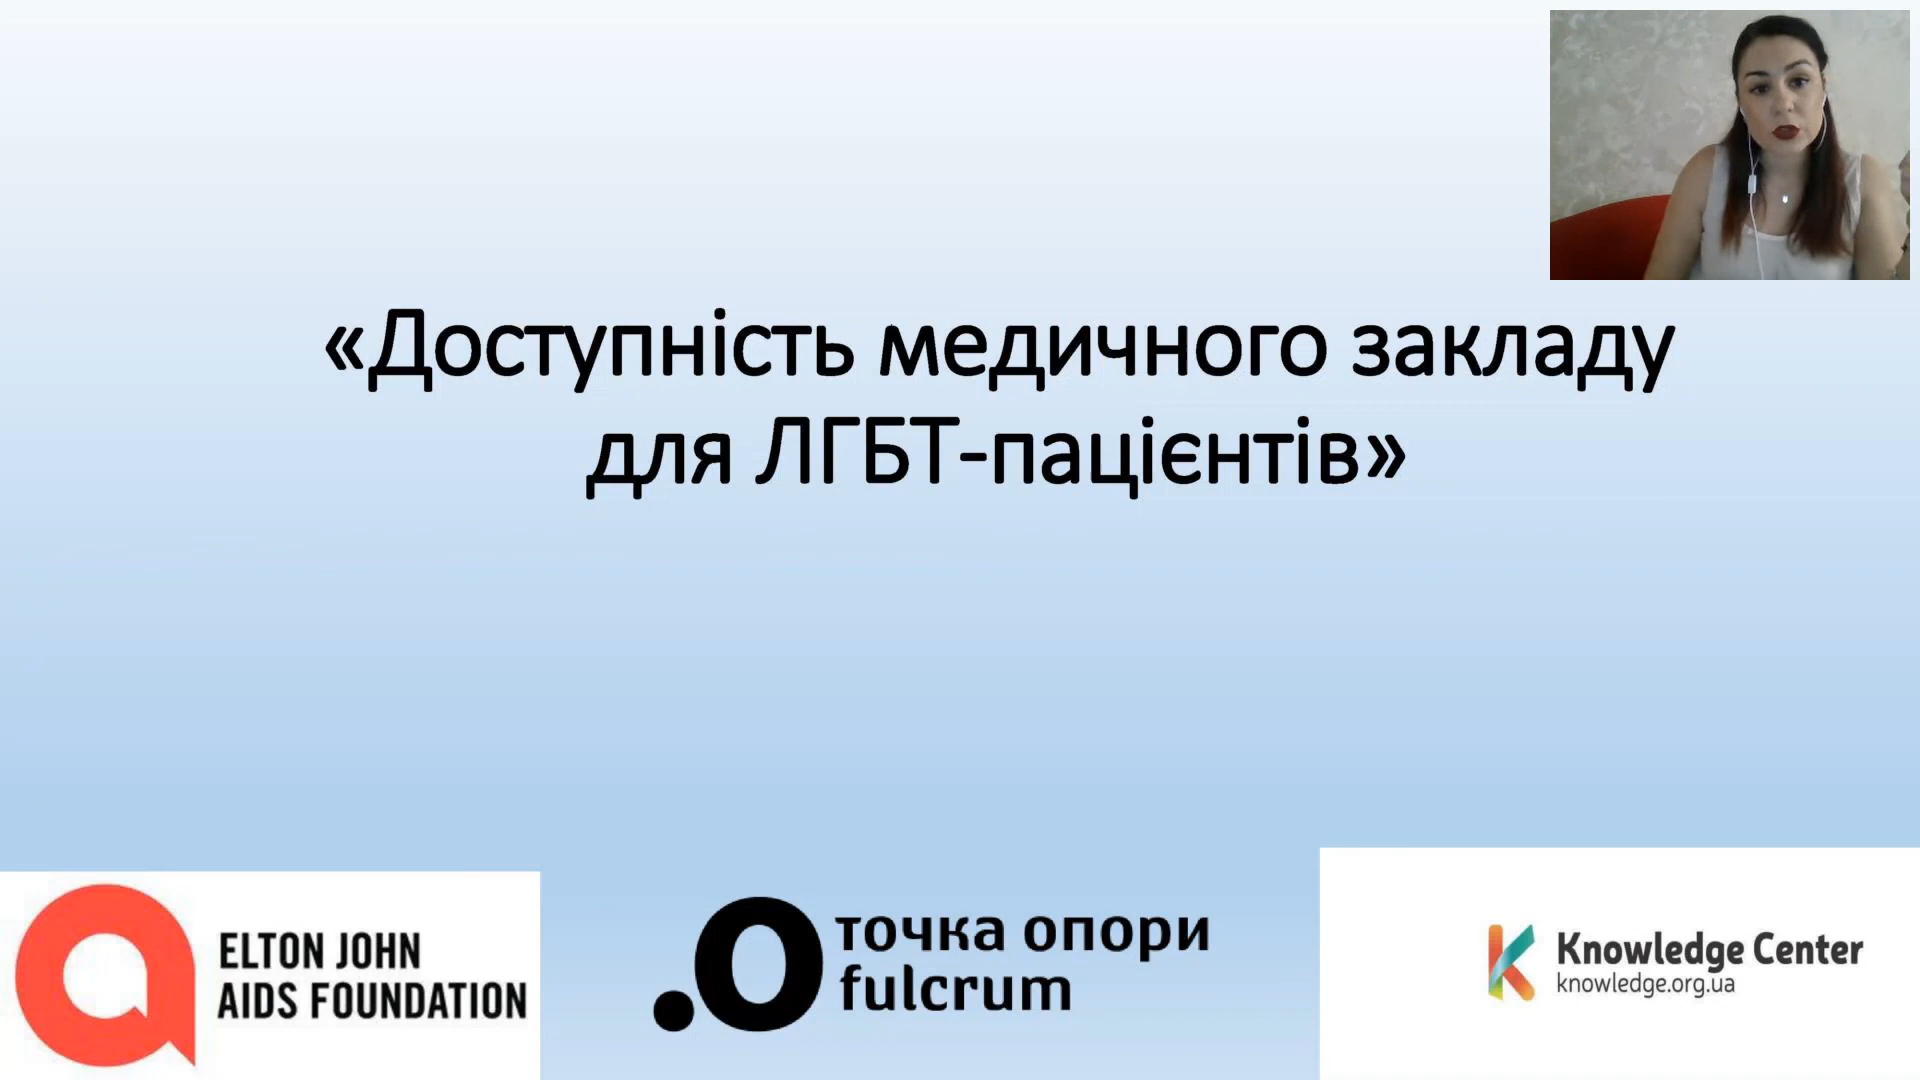 «Доступність медичного закладу
для ЛГБТ-пацієнтів»
ELTON JOHN
AIDS FOUNDATION
точка опори
fulcrum
Knowledge Center
knowledge.org.ua